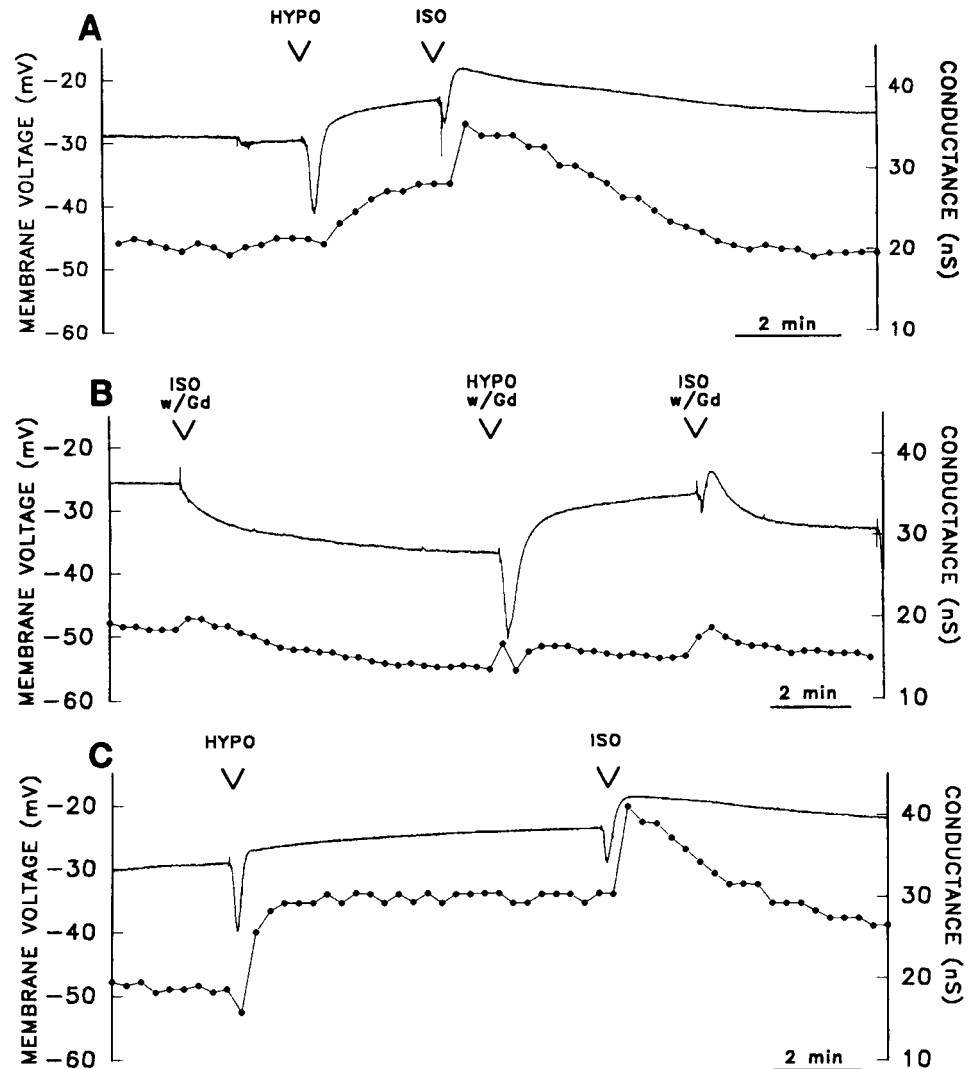 A
HYPO
ISO
MEMBRANE VOLTAGE (mV)
−20
−30
−40
−50
−60
40
30
20
10
CONDUCTANCE (nS)
2 min
B
ISO
w/Gd
HYPO
w/Gd
ISO
w/Gd
MEMBRANE VOLTAGE (mV)
−20
−30
−40
−50
−60
40
30
20
10
CONDUCTANCE (nS)
2 min
C
HYPO
ISO
MEMBRANE VOLTAGE (mV)
−20
−30
−40
−50
−60
40
30
20
10
CONDUCTANCE (nS)
2 min